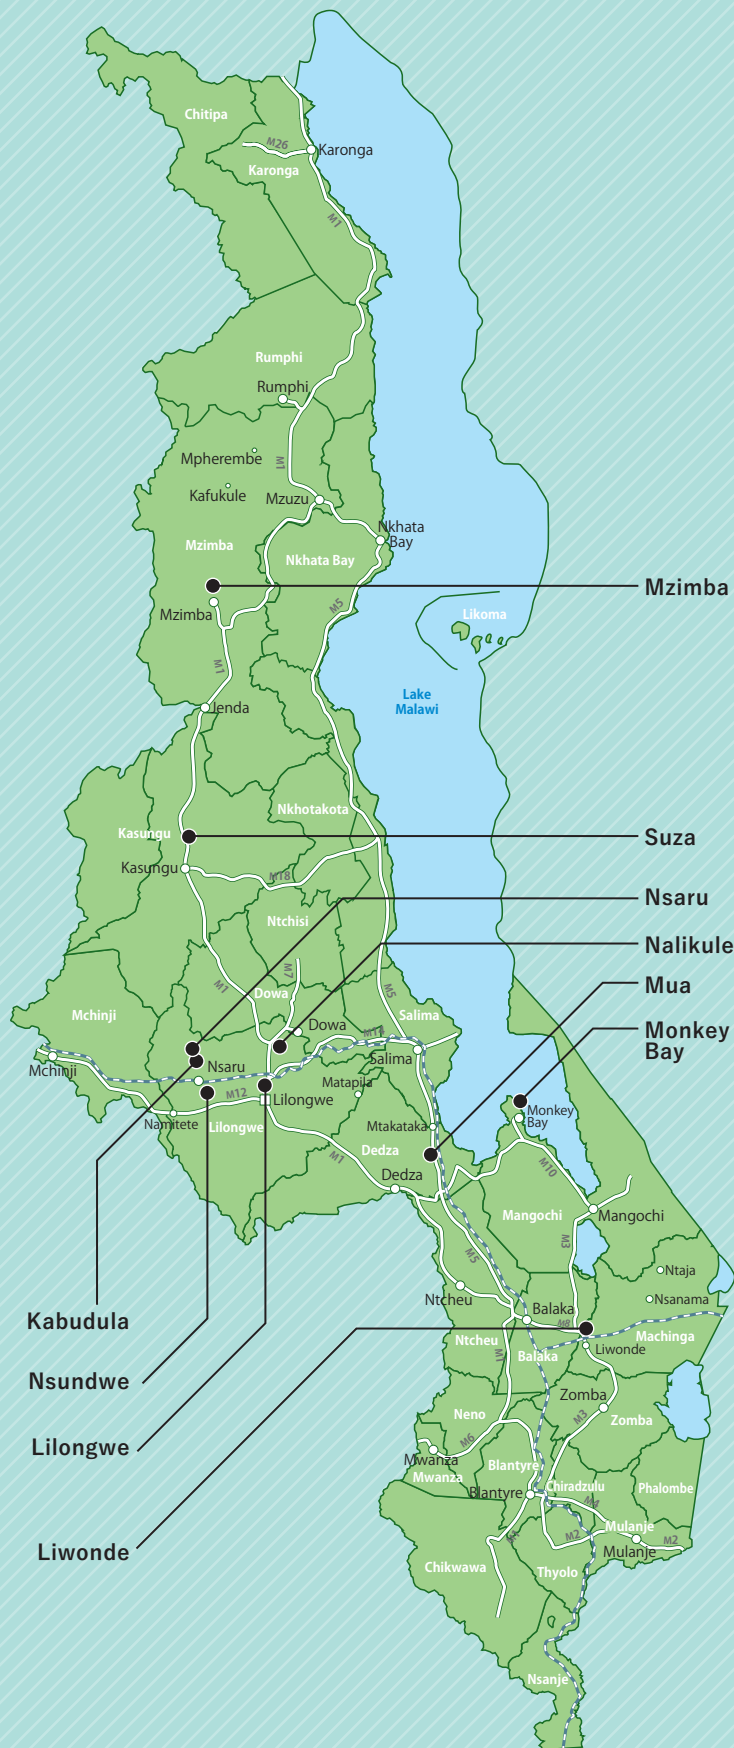 Chitipa
M26
Karonga
Karonga
M1
Rumphi
Rumphi
Mpherembe
M1
Kafukule
Mzuzu
Nkhata
Bay
Mzimba
Nkhata Bay
Mzimba
M5
Likoma
Mzimba
M1
Lake
Malawi
Jenda
Nkhotakota
Kasungu
Suza
Kasungu
M18
Nsaru
Ntchisi
Nalikule
M7
Mua
M1
Dowa
M5
Mchinji
Salima
Dowa
M14
Monkey
Bay
Mchinji
Nsaru
Salima
Matapila
M12
Lilongwe
Namitete
Lilongwe
Mtakataka
Monkey
Bay
Dedza
M1
Dedza
M10
Mangochi
Mangochi
M3
M5
Ntaja
Ntcheu
Nsanama
Balaka
Kabudula
M8
Machinga
Ntcheu
Balaka
Liwonde
M1
Nsundwe
Zomba
Neno
M3
Zomba
Lilongwe
M6
Mwanza
Mwanza
Blantyre
Chiradzulu
Phalombe
Blantyre
M4
Mulanje
M1
M2
M2
Mulanje
Liwonde
Chikwawa
Thyolo
Nsanje